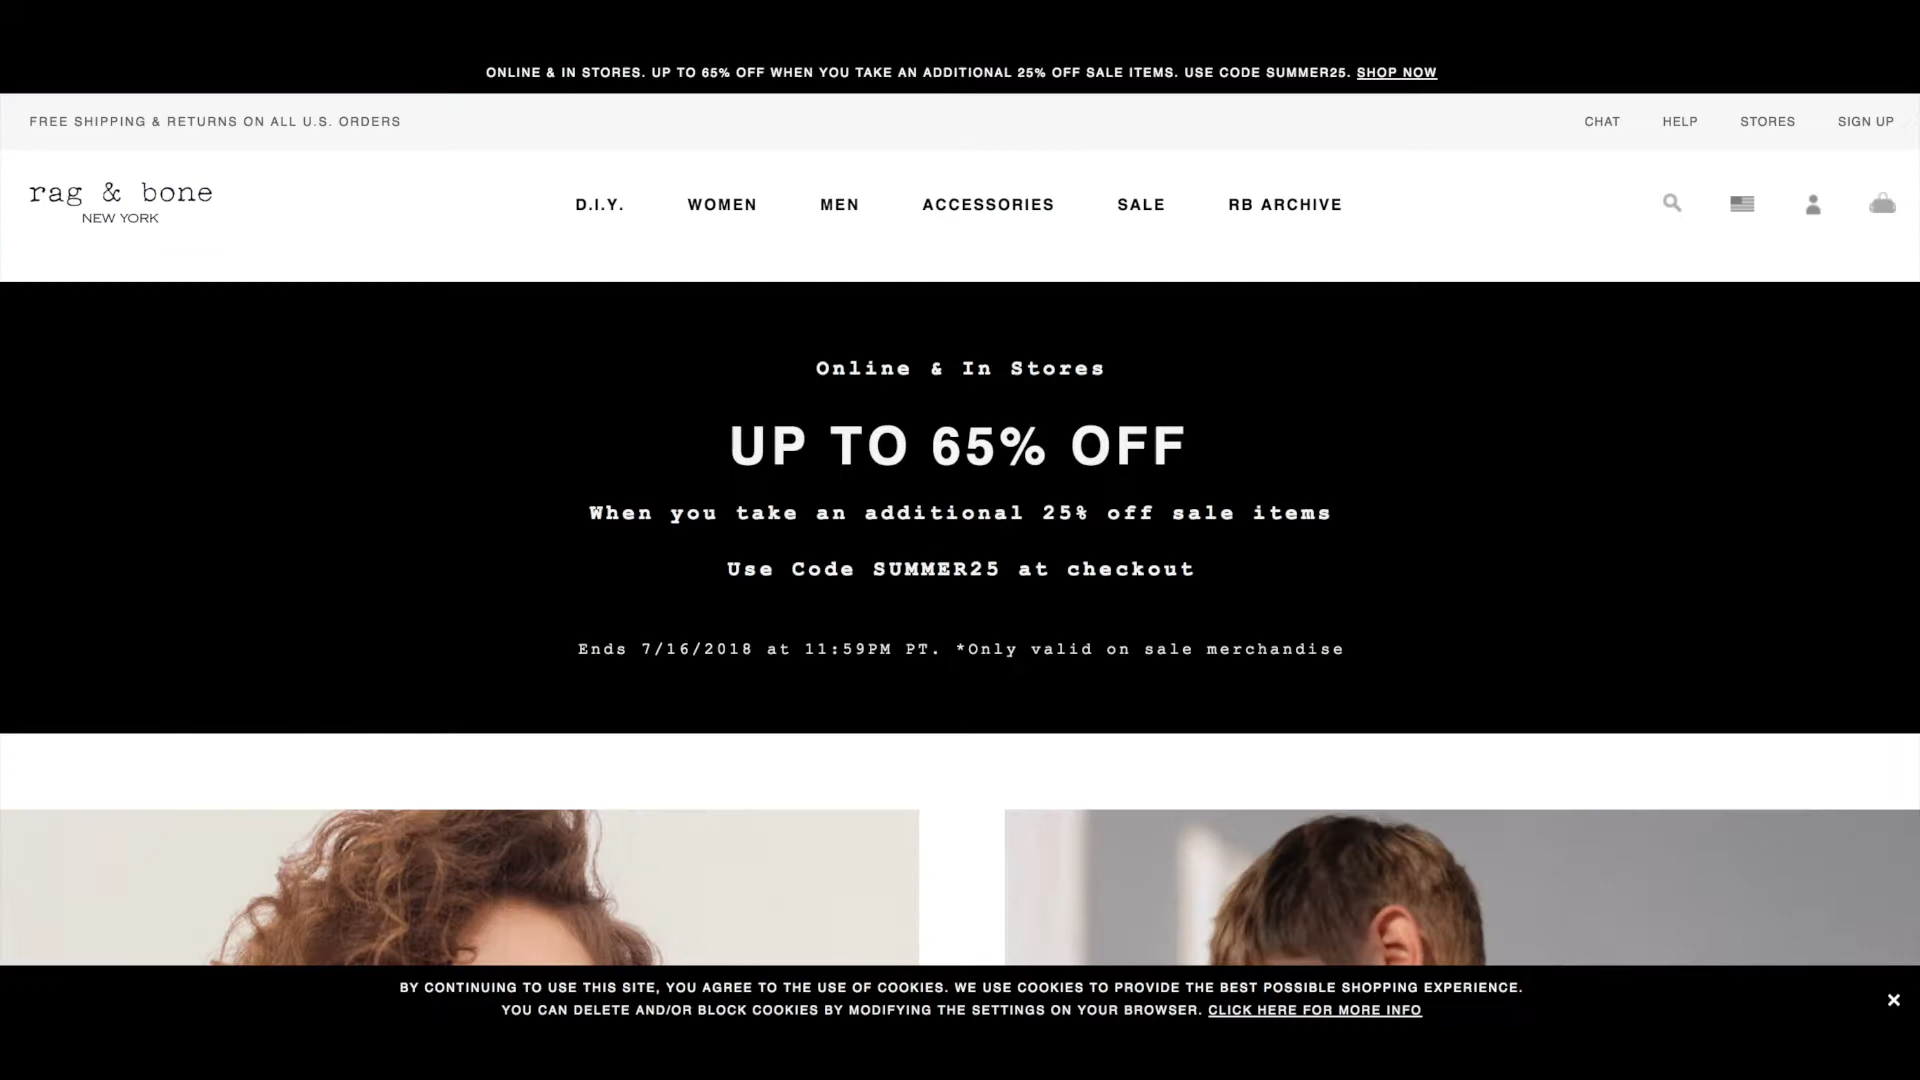 ONLINE & IN STORES. UP TO 65% OFF WHEN YOU TAKE AN ADDITIONAL 25% OFF SALE ITEMS. USE CODE SUMMER25. SHOP NOW
FREE SHIPPING & RETURNS ON ALL U.S. ORDERS
CHAT HELP STORES SIGN UP
rag & bone
NEW YORK
D.I.Y. WOMEN MEN ACCESSORIES SALE RB ARCHIVE
Online & In Stores
UP TO 65% OFF
When you take an additional 25% off sale items
Use Code SUMMER25 at checkout
Ends 7/16/2018 at 11:59PM PT. *Only valid on sale merchandise
BY CONTINUING TO USE THIS SITE, YOU AGREE TO THE USE OF COOKIES. WE USE COOKIES TO PROVIDE THE BEST POSSIBLE SHOPPING EXPERIENCE.
YOU CAN DELETE AND/OR BLOCK COOKIES BY MODIFYING THE SETTINGS ON YOUR BROWSER. CLICK HERE FOR MORE INFO